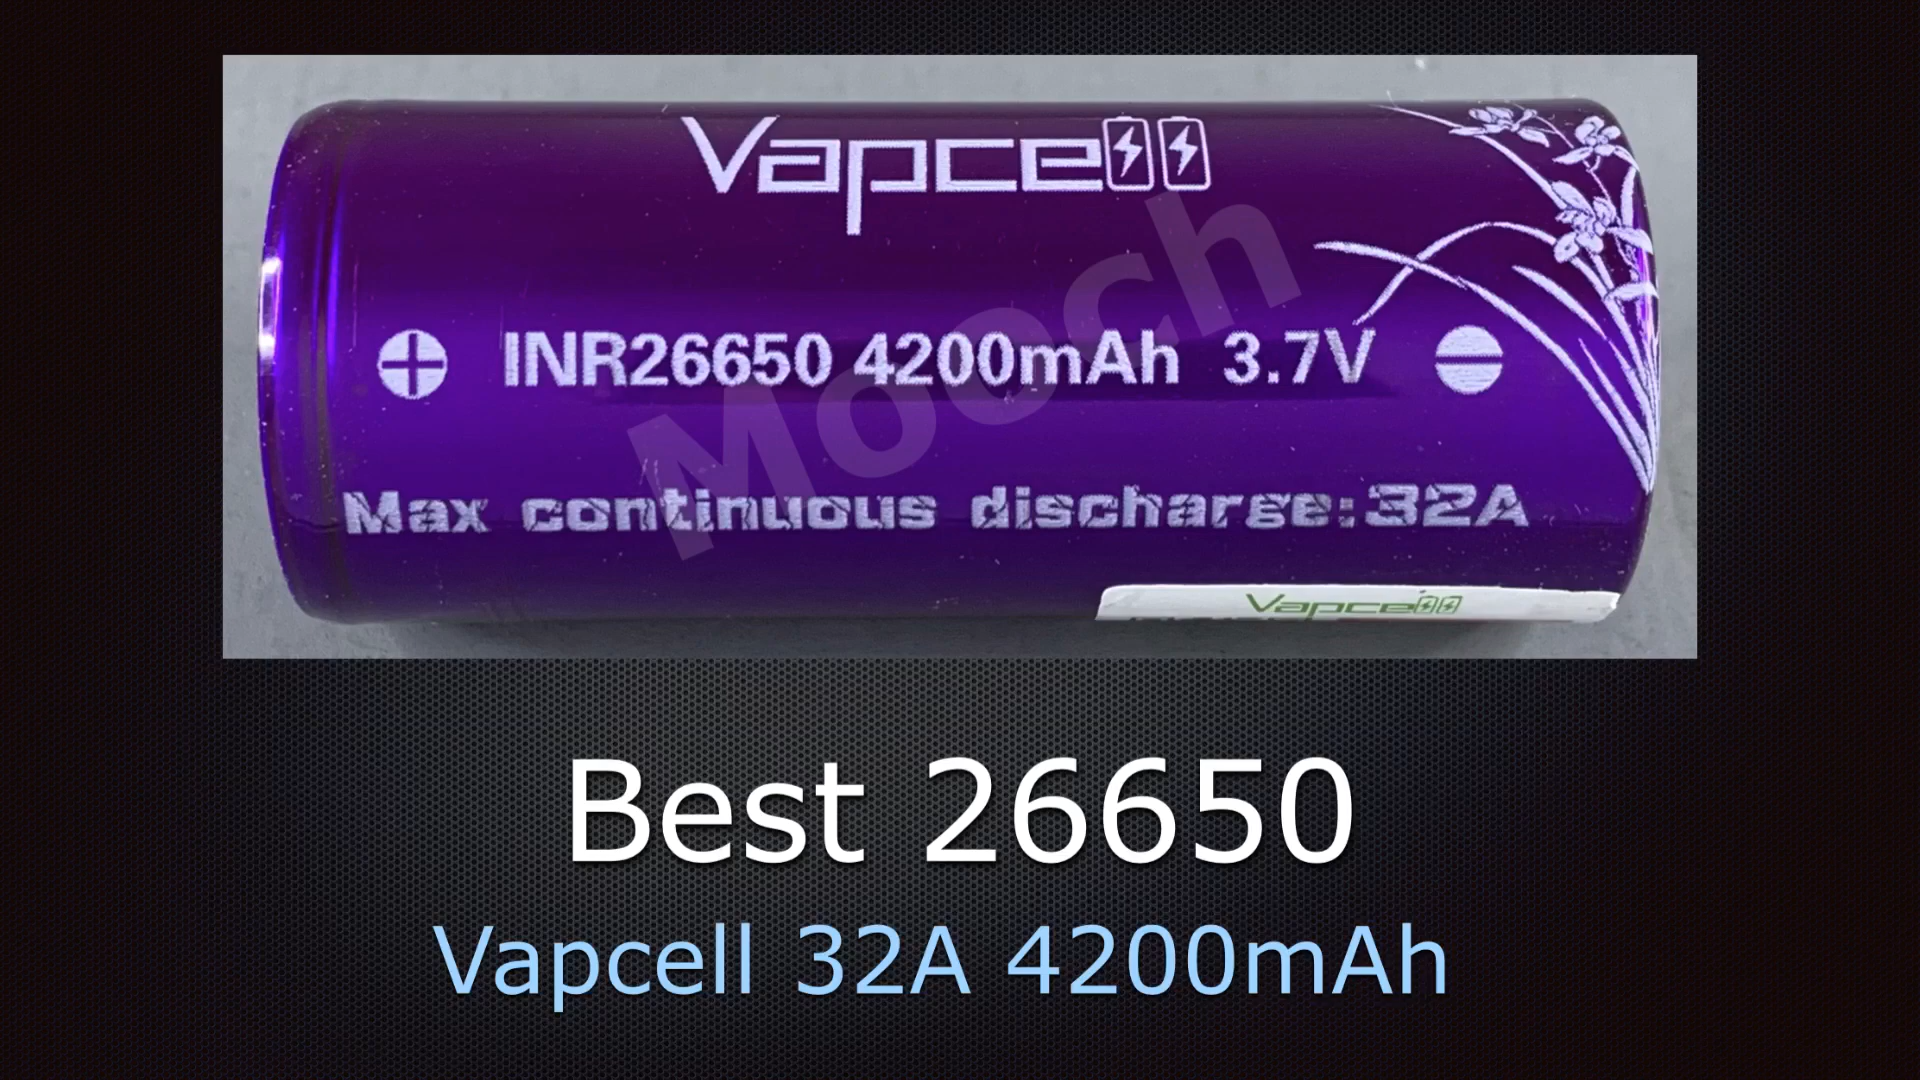 Vapcell
INR26650 4200mAh 3.7V
Mooch
Max continuous discharge:32A
Vapcell
Best 26650
Vapcell 32A 4200mAh